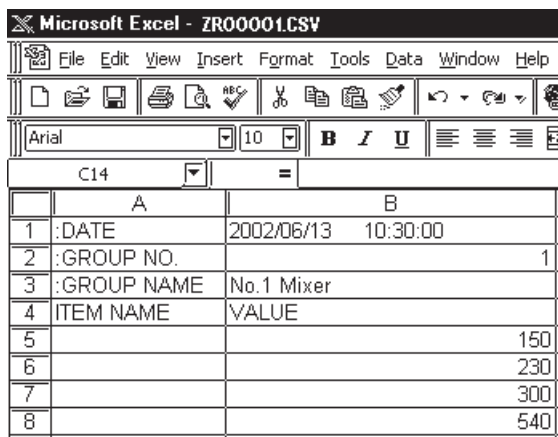 Microsoft Excel - ZR00001.CSV
File Edit View Insert Format Tools Data Window Help
ABC
Arial 10 B I U
C14 =
A B
1 :DATE 2002/06/13 10:30:00
2 :GROUP NO. 1
3 :GROUP NAME No.1 Mixer
4 ITEM NAME VALUE
5 150
6 230
7 300
8 540